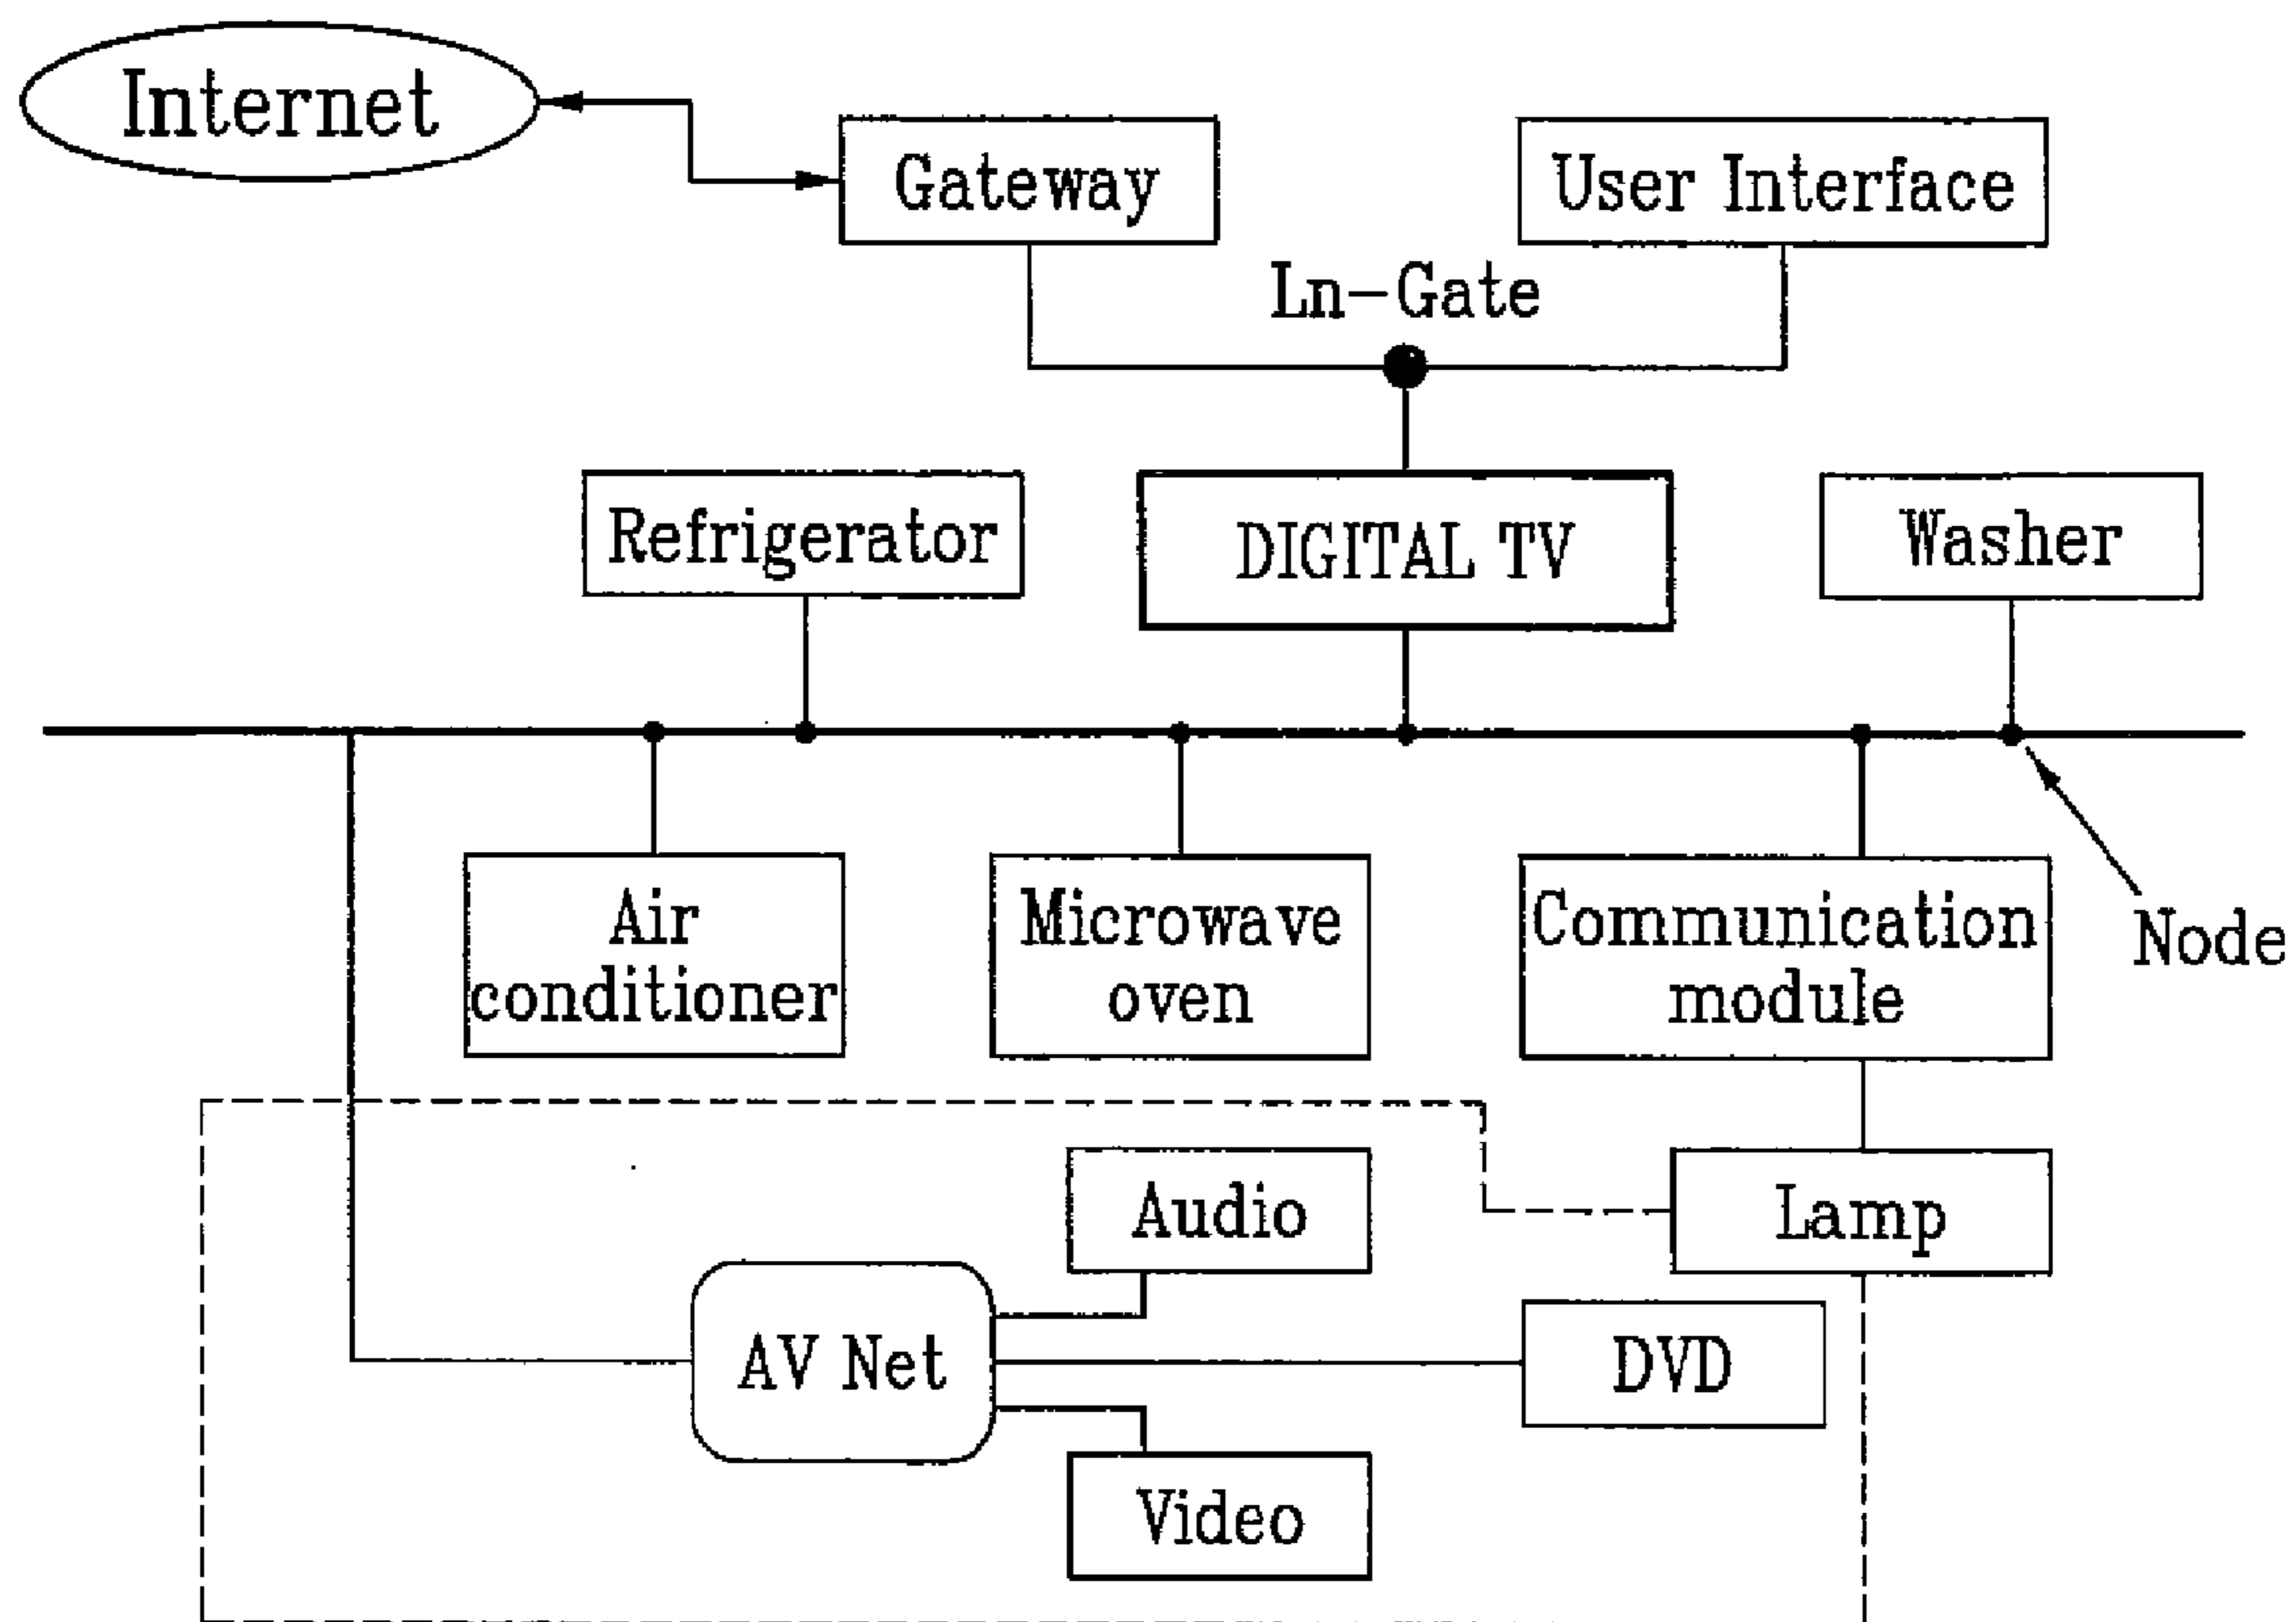 Internet
Gateway
User Interface
Ln-Gate
Refrigerator
DIGITAL TV
Washer
Air
conditioner
Microwave
oven
Communication
module
Node
Audio
Lamp
AV Net
DVD
Video